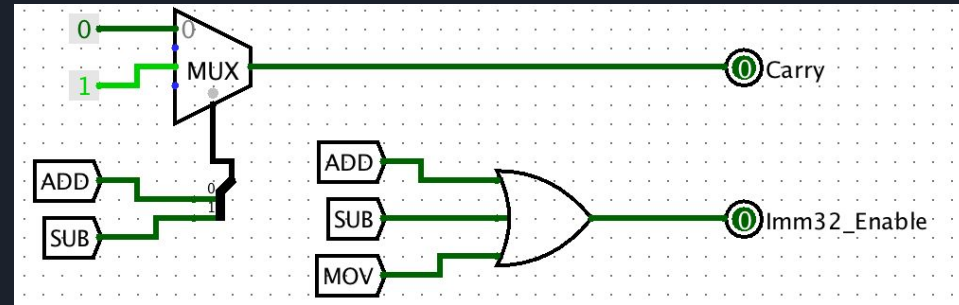 0
0
1
MUX
0
Carry
ADD
0
1
SUB
ADD
SUB
MOV
0
Imm32_Enable